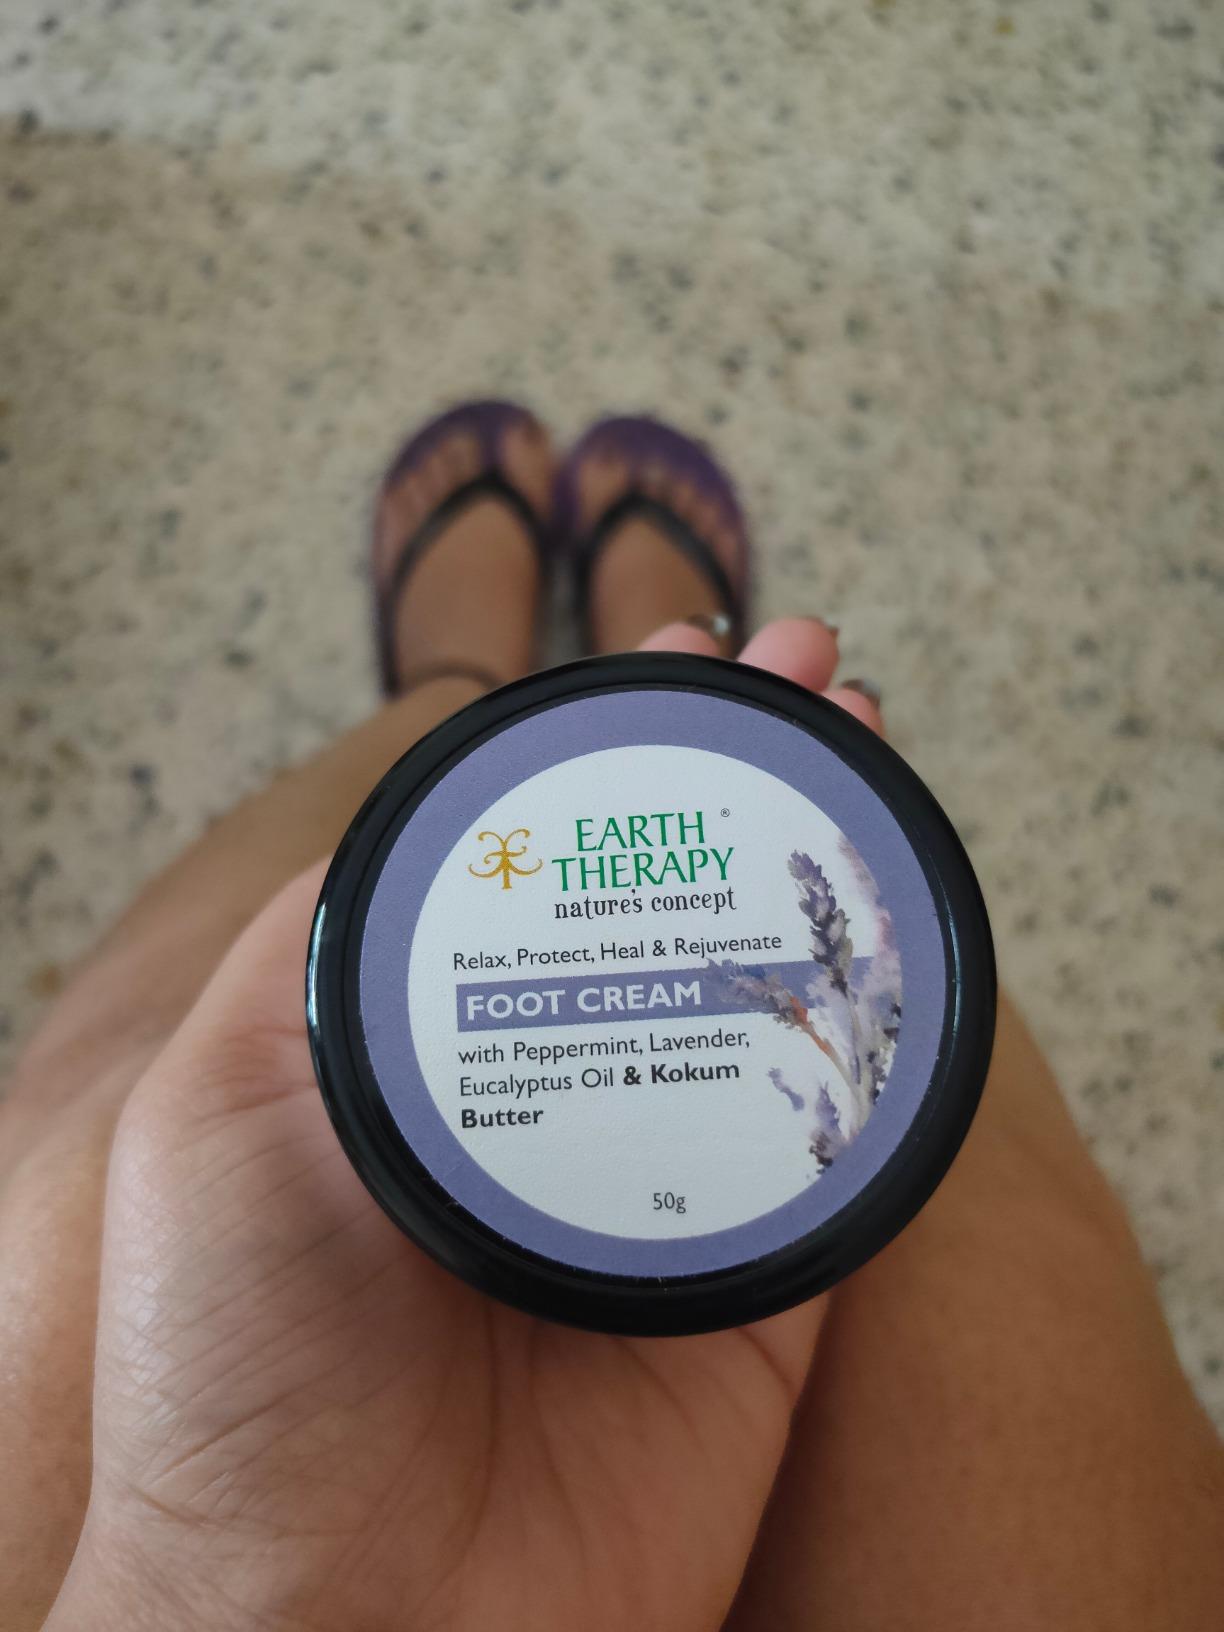 EARTH ®
THERAPY
nature's concept
Relax, Protect, Heal & Rejuvenate
FOOT CREAM
with Peppermint, Lavender,
Eucalyptus Oil & Kokum
Butter
50g